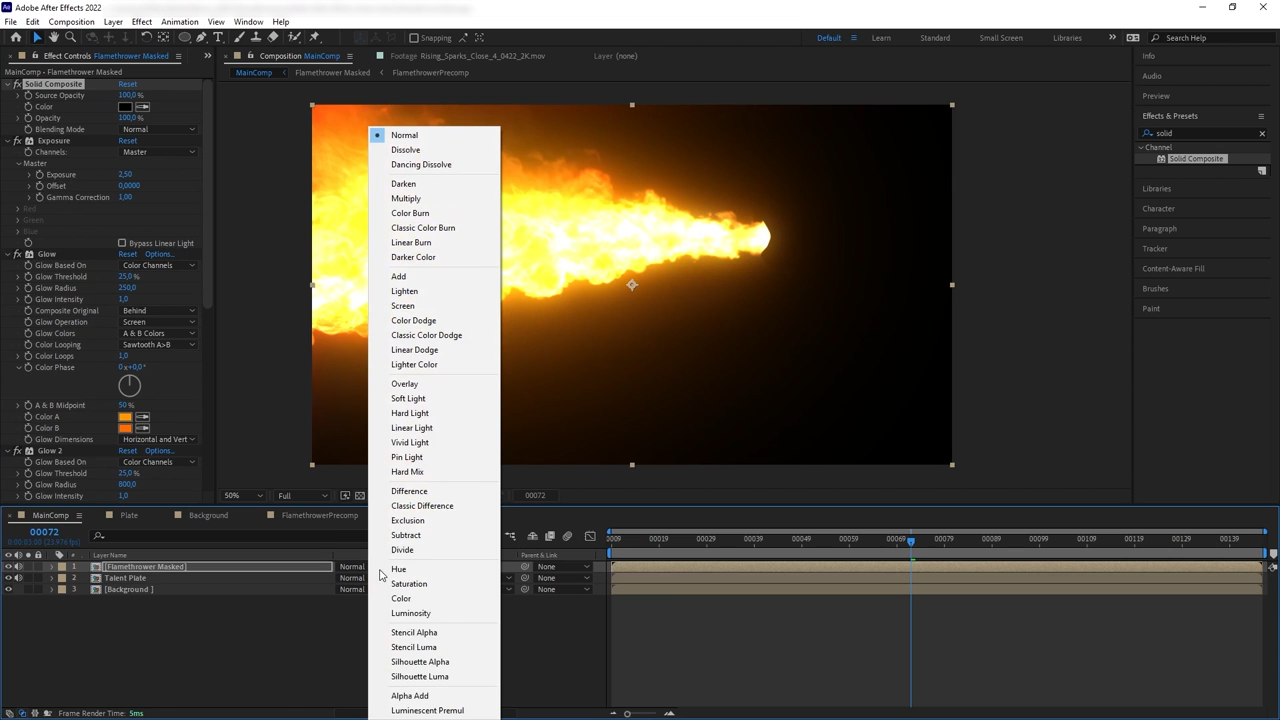 Adobe After Effects 2022
File Edit Composition Layer Effect Animation View Window Help
Snapping Default Learn Standard Small Screen Libraries Search Help
Effect Controls Flamethrower Masked
MainComp · Flamethrower Masked
Solid Composite Reset
Source Opacity 100,0%
Color
Opacity 100,0%
Blending Mode Normal
Exposure Reset
Channels: Master
Master
Exposure 2,50
Offset 0,0000
Gamma Correction 1,00
Red
Green
Blue
Bypass Linear Light
Glow Reset Options...
Glow Based On Color Channels
Glow Threshold 25,0%
Glow Radius 250,0
Glow Intensity 1,0
Composite Original Behind
Glow Operation Screen
Glow Colors A & B Colors
Color Looping Sawtooth A>B
Color Loops 1,0
Color Phase 0x+0,0°
A & B Midpoint 50%
Color A
Color B
Glow Dimensions Horizontal and Vert
Glow 2 Reset Options...
Glow Based On Color Channels
Glow Threshold 25,0%
Glow Radius 800,0
Glow Intensity 1,0
Composition MainComp Footage Rising_Sparks_Close_4_0422_2K.mov Layer (none)
MainComp Flamethrower Masked FlamethrowerPrecomp
Normal
Dissolve
Dancing Dissolve
Darken
Multiply
Color Burn
Classic Color Burn
Linear Burn
Darker Color
Add
Lighten
Screen
Color Dodge
Classic Color Dodge
Linear Dodge
Lighter Color
Overlay
Soft Light
Hard Light
Linear Light
Vivid Light
Pin Light
Hard Mix
Difference
Classic Difference
Exclusion
Subtract
Divide
Hue
Saturation
Color
Luminosity
Stencil Alpha
Stencil Luma
Silhouette Alpha
Silhouette Luma
Alpha Add
Luminescent Premul
50% Full 00072
Info
Audio
Preview
Effects & Presets
solid
Channel
Solid Composite
Libraries
Character
Paragraph
Tracker
Content-Aware Fill
Brushes
Paint
MainComp Plate Background FlamethrowerPrecomp
00072
0:00:03:00 (23.976 fps)
# Layer Name Parent & Link
1 [Flamethrower Masked] Normal None
2 Talent Plate Normal None
3 [Background ] Normal None
0009 00019 00029 00039 00049 00059 00069 00079 00089 00099 00109 00119 00129 00139
Frame Render Time: 5ms